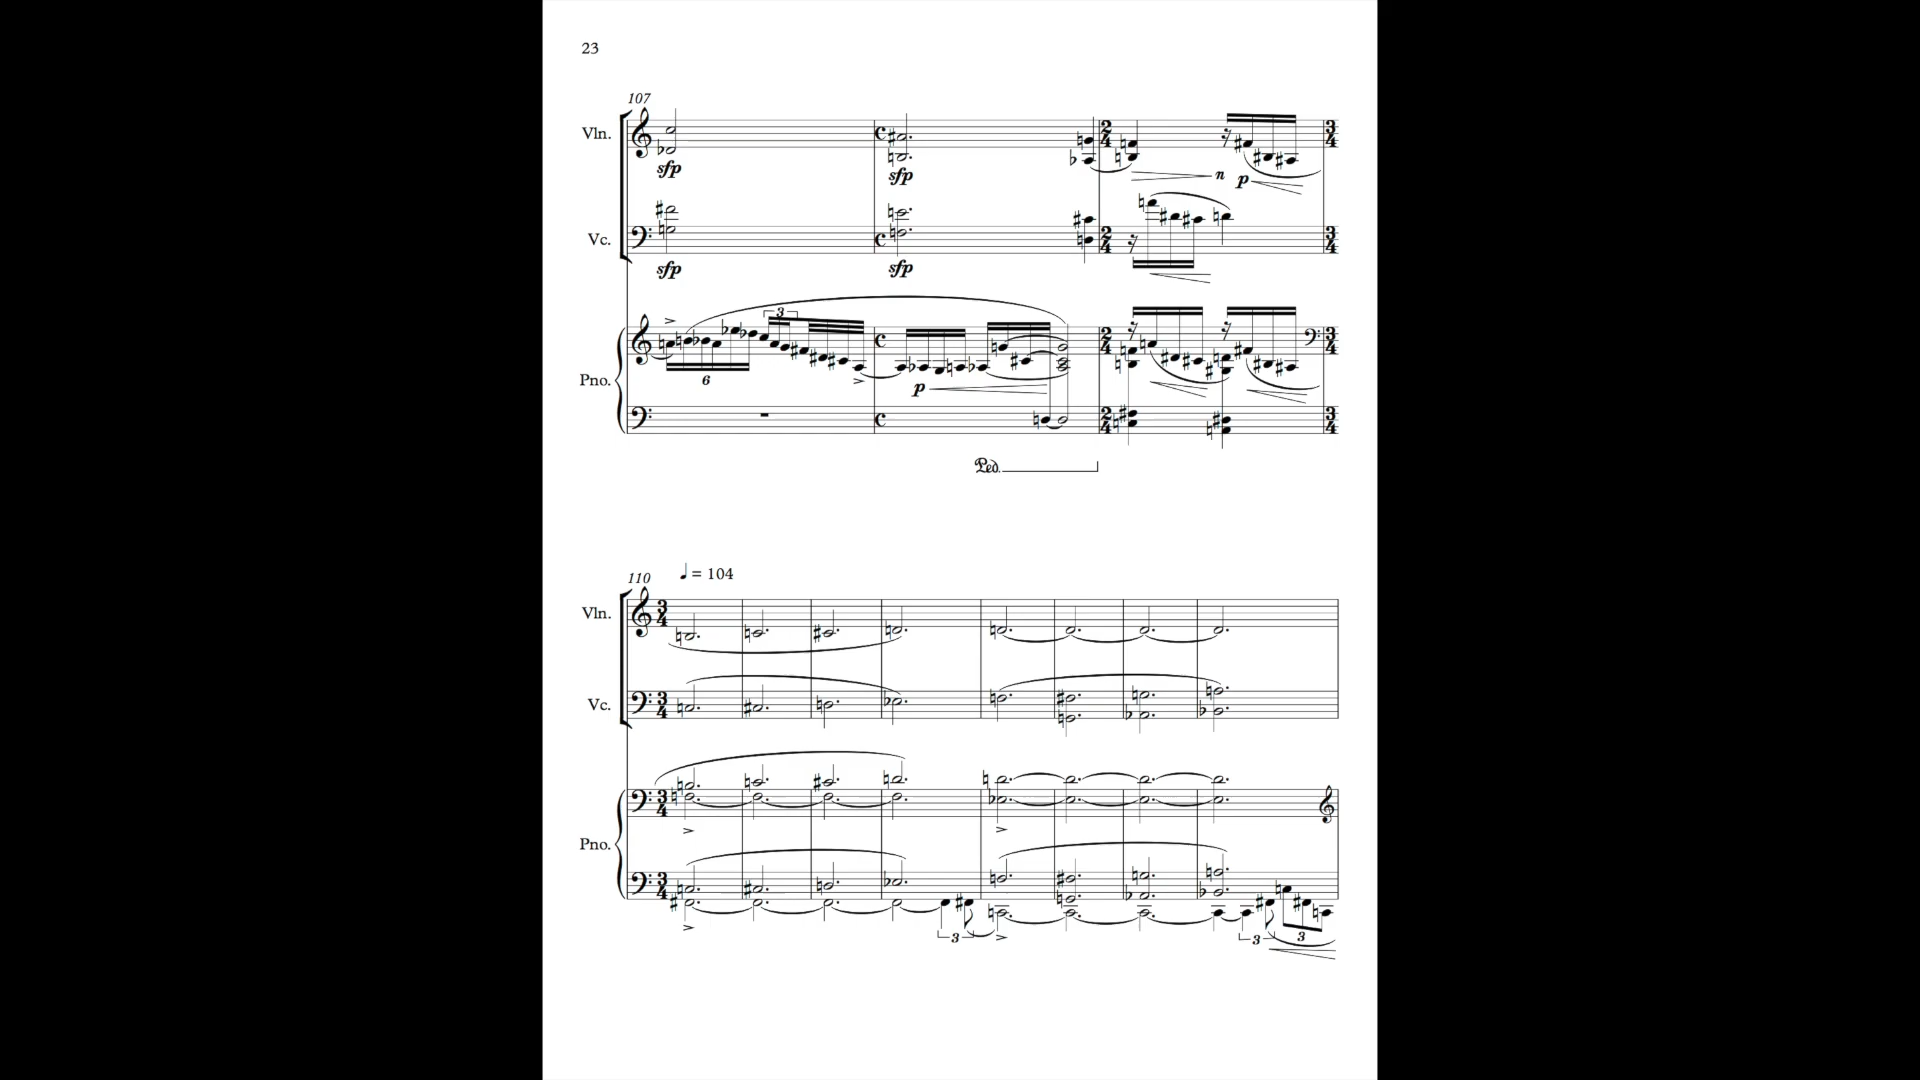 23
107
Vln.
sfp
sfp
n
p
Vc.
sfp
sfp
3
6
p
Pno.
Ped.
110
♩ = 104
Vln.
Vc.
Pno.
3
3
3